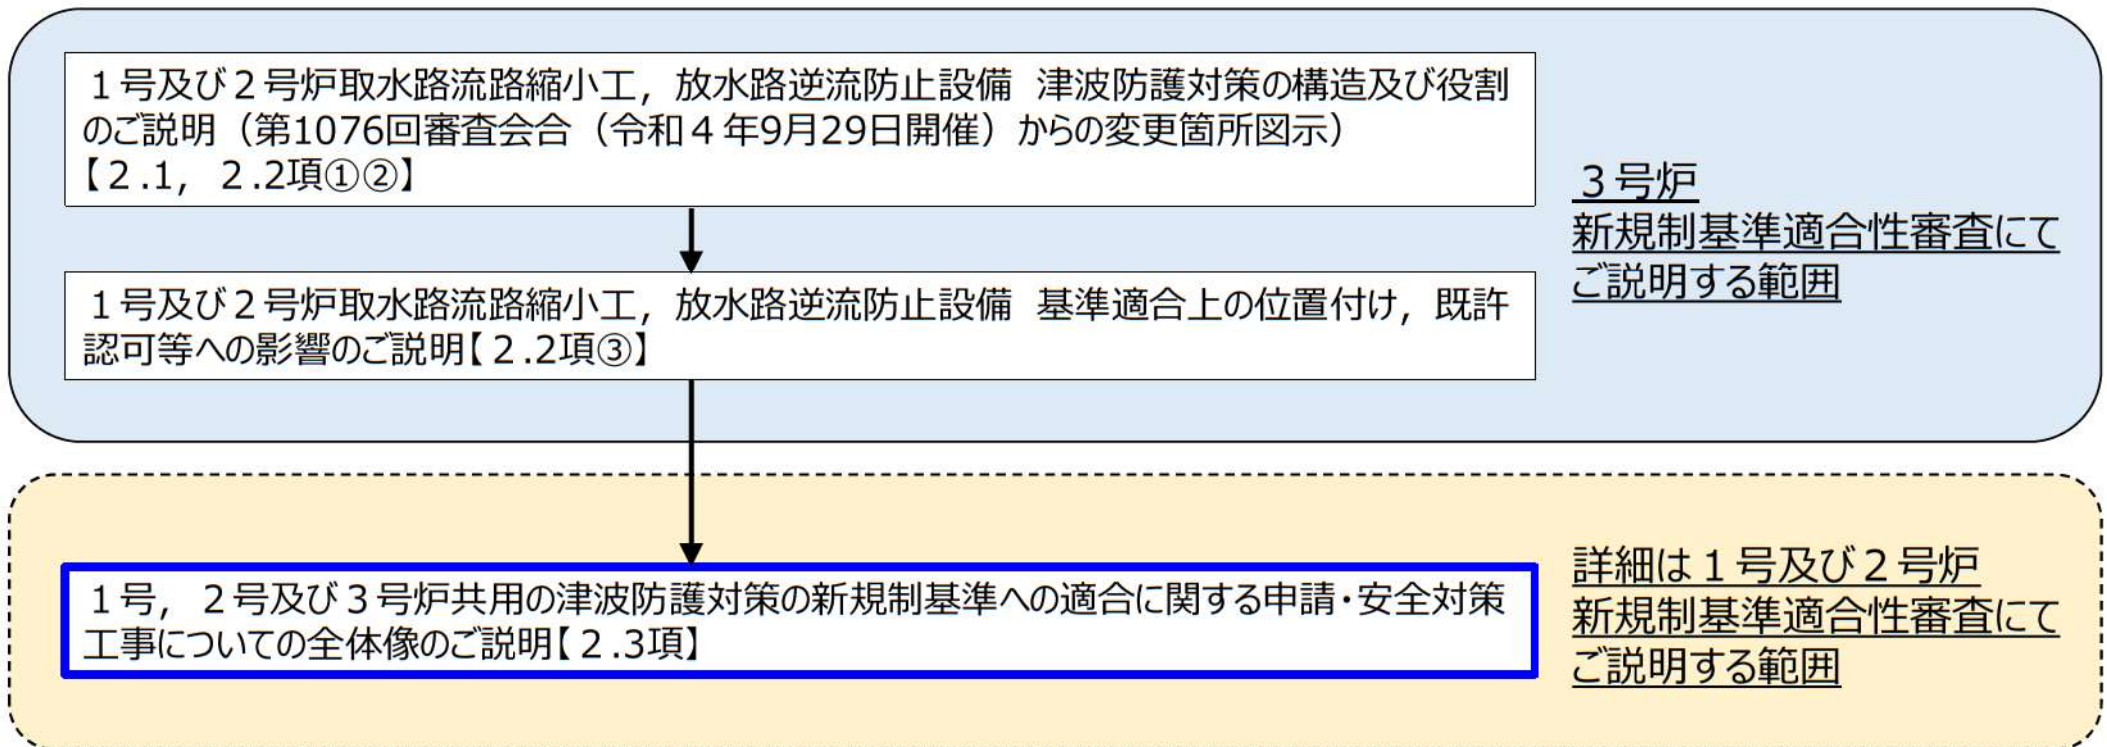 １号及び２号炉取水路流路縮小工，放水路逆流防止設備　津波防護対策の構造及び役割
のご説明（第1076回審査会合（令和４年9月29日開催）からの変更箇所図示）
【２.1，２.2項①②】
３号炉
新規制基準適合性審査にて
ご説明する範囲
１号及び２号炉取水路流路縮小工，放水路逆流防止設備　基準適合上の位置付け，既許
認可等への影響のご説明【２.2項③】
１号，２号及び３号炉共用の津波防護対策の新規制基準への適合に関する申請・安全対策
工事についての全体像のご説明【２.3項】
詳細は１号及び２号炉
新規制基準適合性審査にて
ご説明する範囲